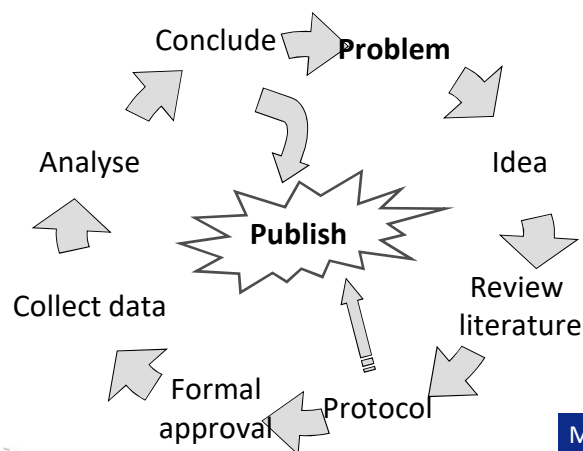 Conclude
Problem
Analyse
Idea
Publish
Collect data
Review
literature
Formal
approval
Protocol
M